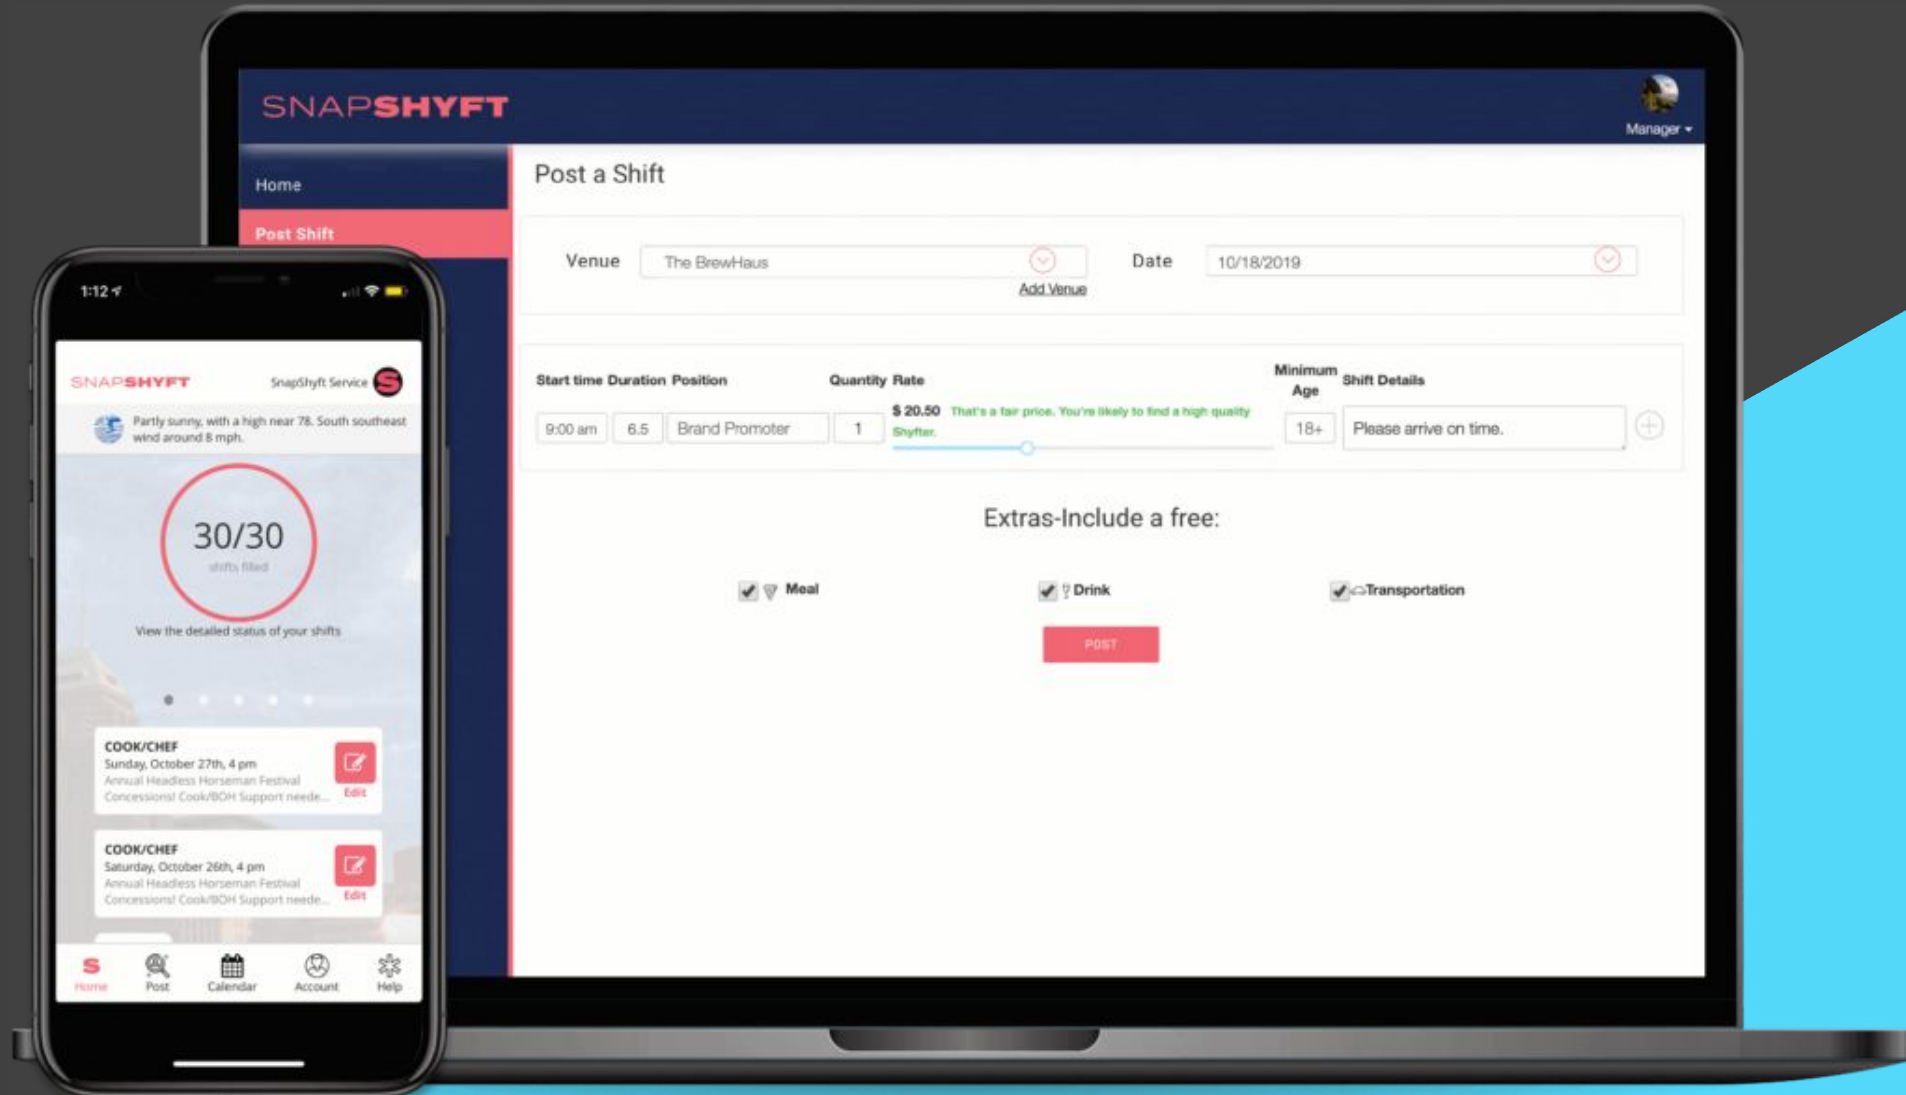 SNAPSHYFT
Manager
Home
Post Shift
Post a Shift
Venue
The BrewHaus
Add Venue
Date
10/18/2019
Start time Duration Position Quantity Rate Minimum Age Shift Details
9:00 am
6.5
Brand Promoter
1
$ 20.50 That's a fair price. You're likely to find a high quality
Shyfter.
18+
Please arrive on time.
Extras-Include a free:
Meal
Drink
Transportation
POST
1:12
SNAPSHYFT
SnapShyft Service
S
Partly sunny, with a high near 78. South southeast
wind around 8 mph.
30/30
shifts filled
View the detailed status of your shifts
COOK/CHEF
Sunday, October 27th, 4 pm
Annual Headless Horseman Festival
Concessions! Cook/BOH Support neede...
Edit
COOK/CHEF
Saturday, October 26th, 4 pm
Annual Headless Horseman Festival
Concessions! Cook/BOH Support neede...
Edit
S
Home
Post
Calendar
Account
Help